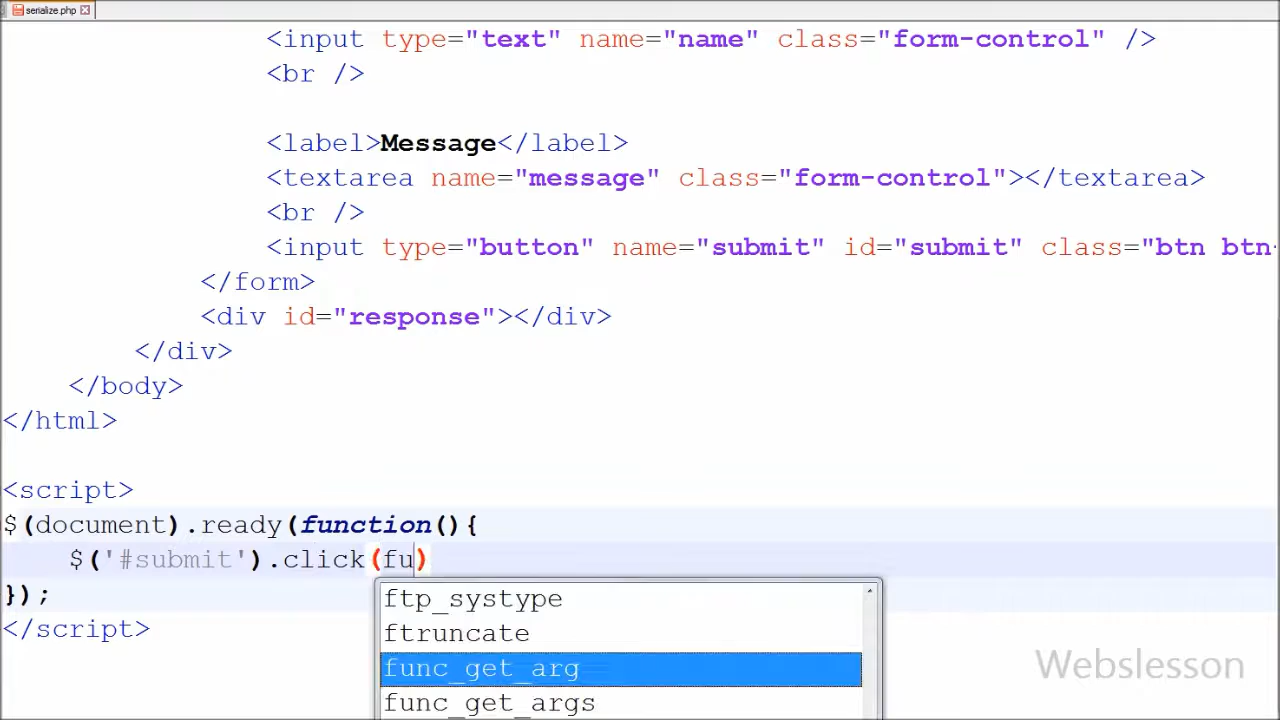 serialize.php
<input type="text" name="name" class="form-control" />
<br />
<label>Message</label>
<textarea name="message" class="form-control"></textarea>
<br />
<input type="button" name="submit" id="submit" class="btn btn-
</form>
<div id="response"></div>
</div>
</body>
</html>
<script>
$(document).ready(function(){
$('#submit').click(fu)
});
</script>
ftp_systype
ftruncate
func_get_arg
func_get_args
Webslesson